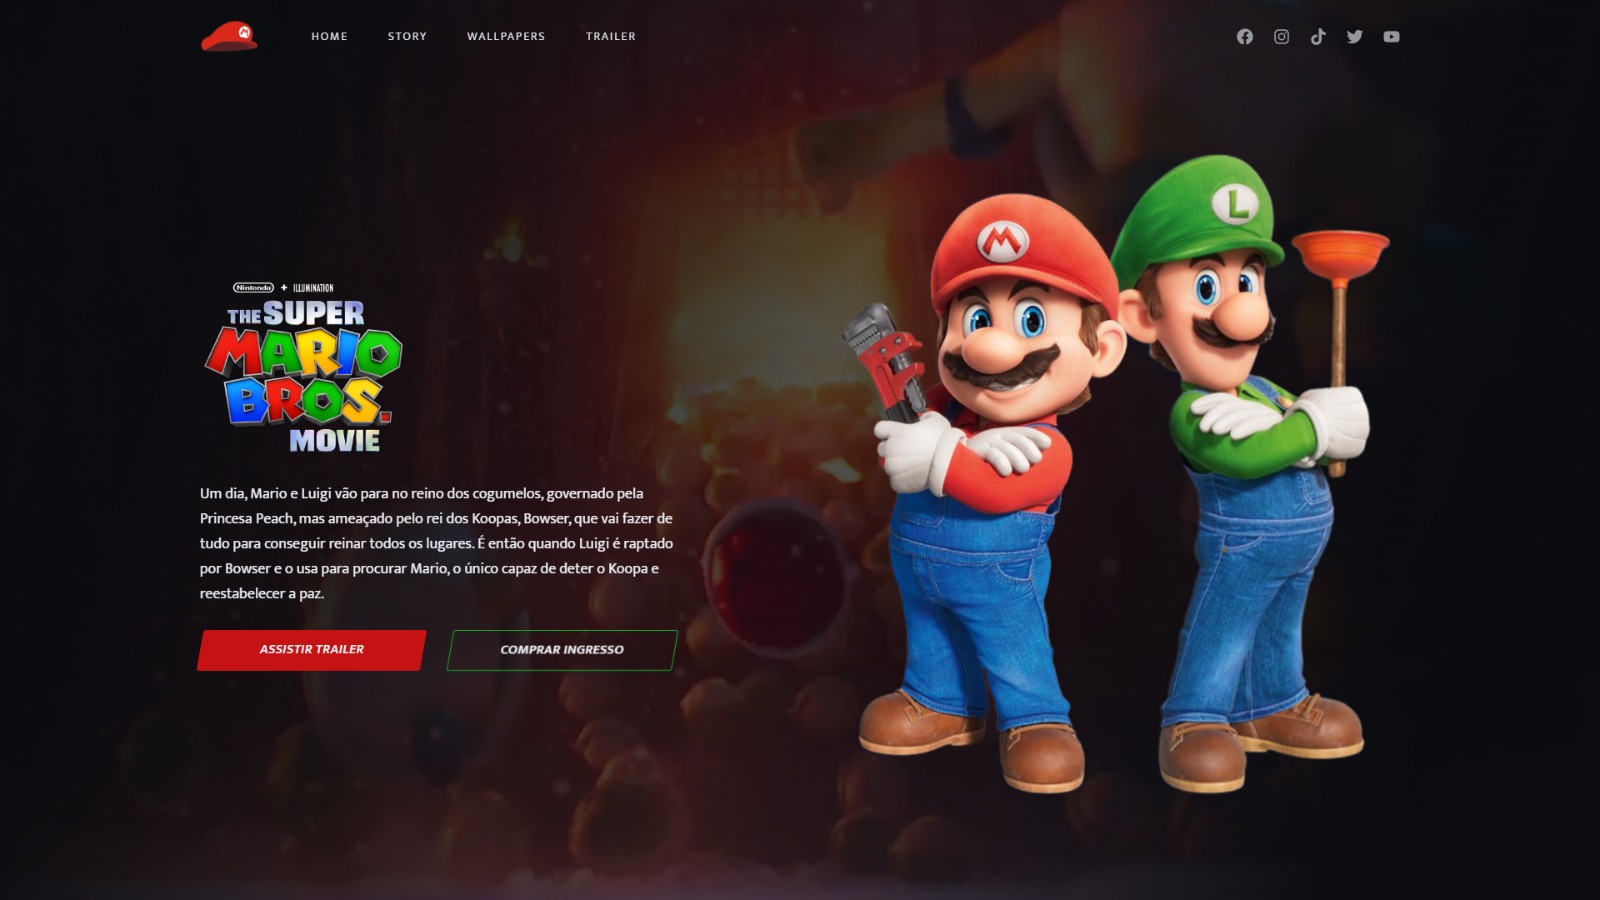 M
HOME
STORY
WALLPAPERS
TRAILER
Nintendo + ILLUMINATION
THE SUPER
MARIO
BROS.
MOVIE
M
L
Um dia, Mario e Luigi vão para no reino dos cogumelos, governado pela
Princesa Peach, mas ameaçado pelo rei dos Koopas, Bowser, que vai fazer de
tudo para conseguir reinar todos os lugares. É então quando Luigi é raptado
por Bowser e o usa para procurar Mario, o único capaz de deter o Koopa e
reestabelecer a paz.
ASSISTIR TRAILER
COMPRAR INGRESSO